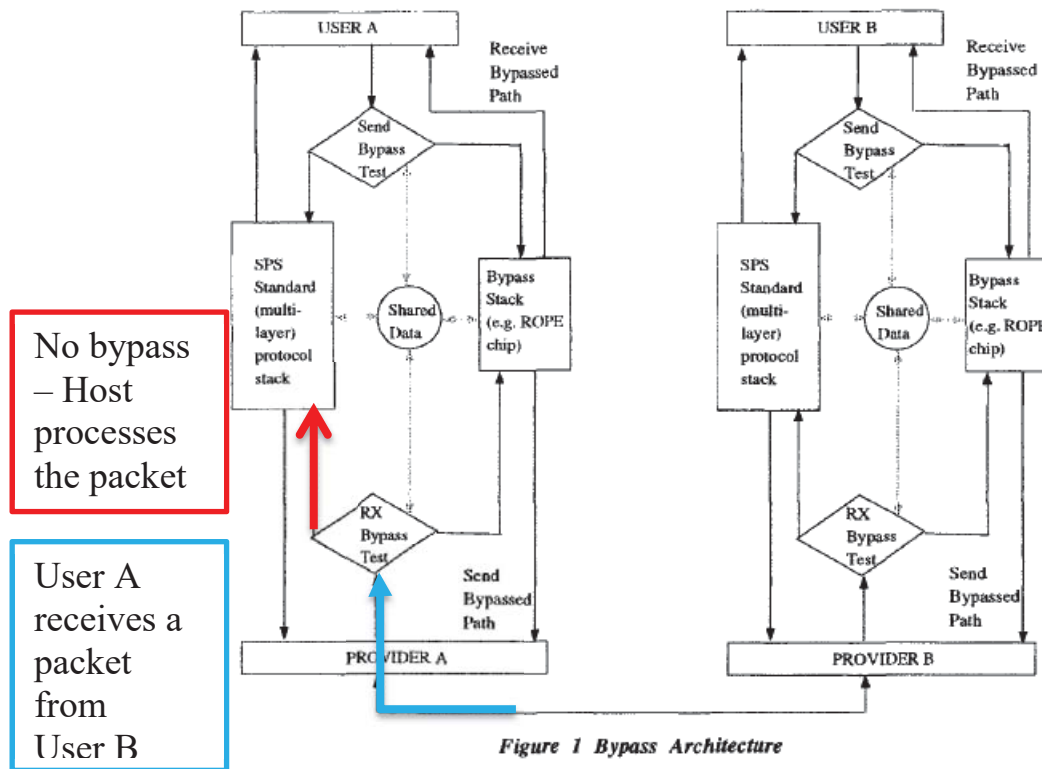 USER A
Receive
Bypassed
Path
Send
Bypass
Test
SPS
Standard
(multi-
layer)
protocol
stack
Shared
Data
Bypass
Stack
(e.g. ROPE
chip)
RX
Bypass
Test
Send
Bypassed
Path
PROVIDER A
USER B
Receive
Bypassed
Path
Send
Bypass
Test
SPS
Standard
(multi-
layer)
protocol
stack
Shared
Data
Bypass
Stack
(e.g. ROPE
chip)
RX
Bypass
Test
Send
Bypassed
Path
PROVIDER B
No bypass
– Host
processes
the packet
User A
receives a
packet
from
User B
Figure 1 Bypass Architecture